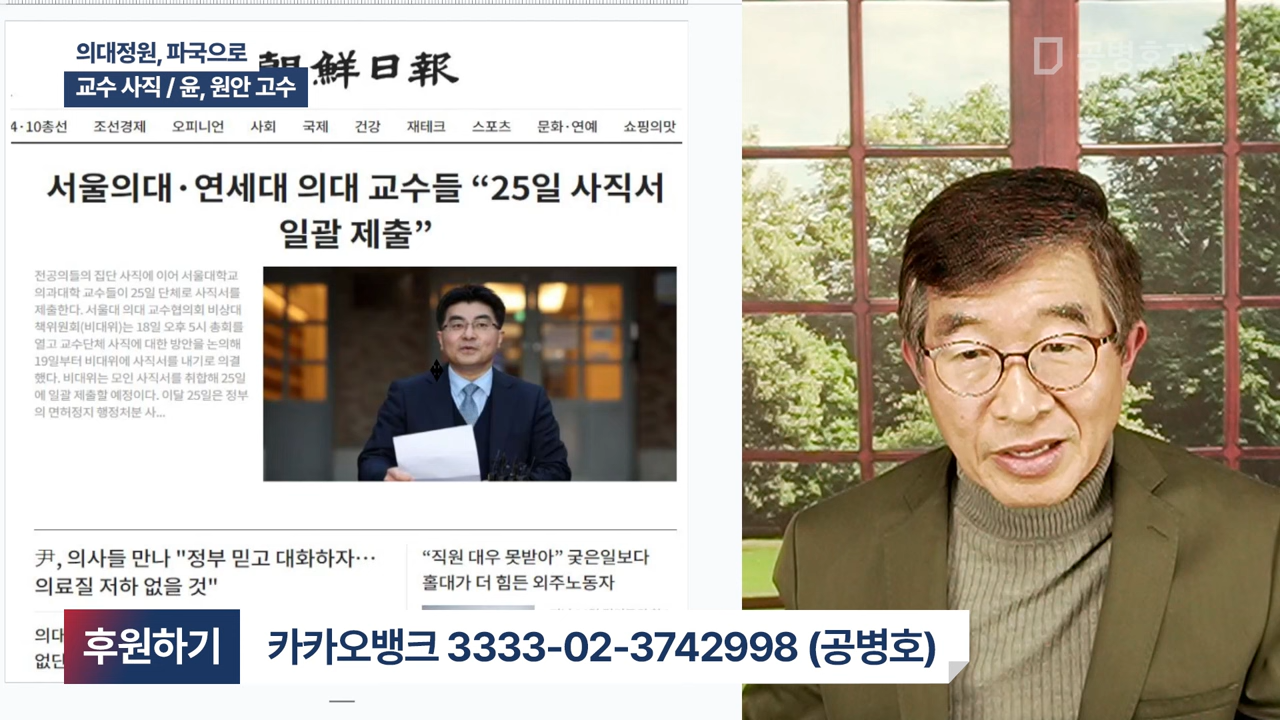 의대정원, 파국으로
교수 사직 / 윤, 원안 고수
朝鮮日報
공병호TV
4·10총선 조선경제 오피니언 사회 국제 건강 재테크 스포츠 문화·연예 쇼핑의맛
서울의대·연세대 의대 교수들 “25일 사직서
일괄 제출”
전공의들의 집단 사직에 이어 서울대학교
의과대학 교수들이 25일 단체로 사직서를
제출한다. 서울대 의대 교수협의회 비상대
책위원회(비대위)는 18일 오후 5시 총회를
열고 교수단체 사직에 대한 방안을 논의해
19일부터 비대위에 사직서를 내기로 의결
했다. 비대위는 모인 사직서를 취합해 25일
에 일괄 제출할 예정이다. 이달 25일은 정부
의 면허정지 행정처분 사...
尹, 의사들 만나 "정부 믿고 대화하자…
의료질 저하 없을 것"
“직원 대우 못받아” 궂은일보다
홀대가 더 힘든 외주노동자
의대
없단
후원하기
카카오뱅크 3333-02-3742998 (공병호)